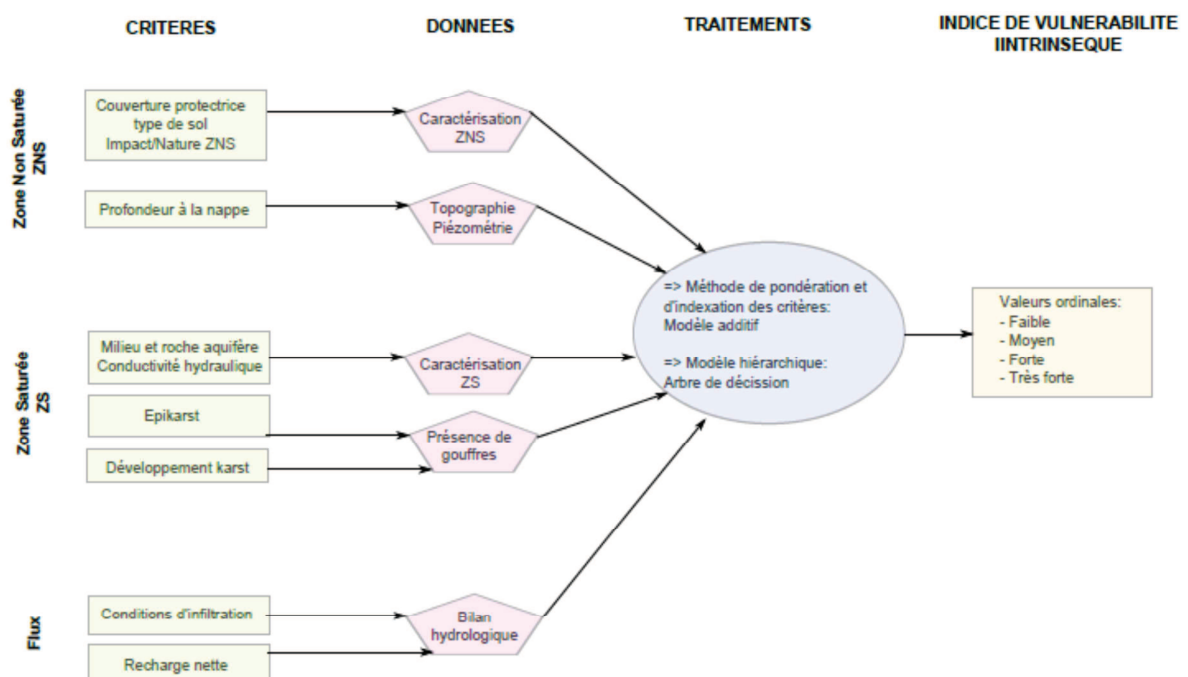 CRITERES
DONNEES
TRAITEMENTS
INDICE DE VULNERABILITE
IINTRINSEQUE
Zone Non Saturée
ZNS
Couverture protectrice
type de sol
Impact/Nature ZNS
Caractérisation
ZNS
Profondeur à la nappe
Topographie
Piézométrie
=> Méthode de pondération et
d'indexation des critères:
Modèle additif
=> Modèle hiérarchique:
Arbre de décission
Valeurs ordinales:
- Faible
- Moyen
- Forte
- Très forte
Zone Saturée
ZS
Milieu et roche aquifère
Conductivité hydraulique
Caractérisation
ZS
Epikarst
Présence de
gouffres
Développement karst
Flux
Conditions d'infiltration
Bilan
hydrologique
Recharge nette